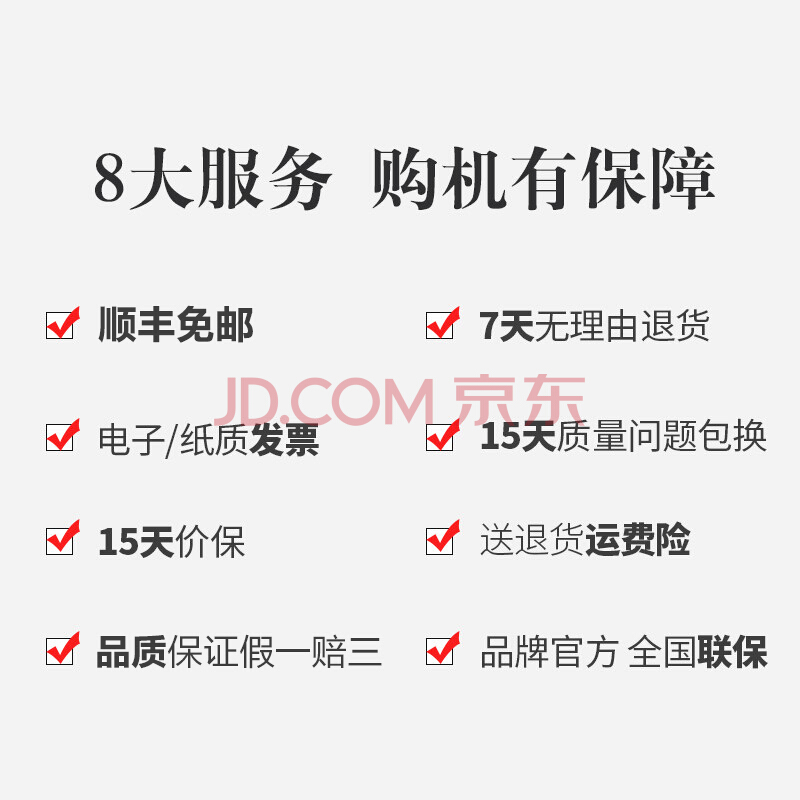 8大服务 购机有保障
顺丰免邮
7天无理由退货
JD.COM 京东
电子/纸质发票
15天质量问题包换
15天价保
送退货运费险
品质保证假一赔三
品牌官方 全国联保